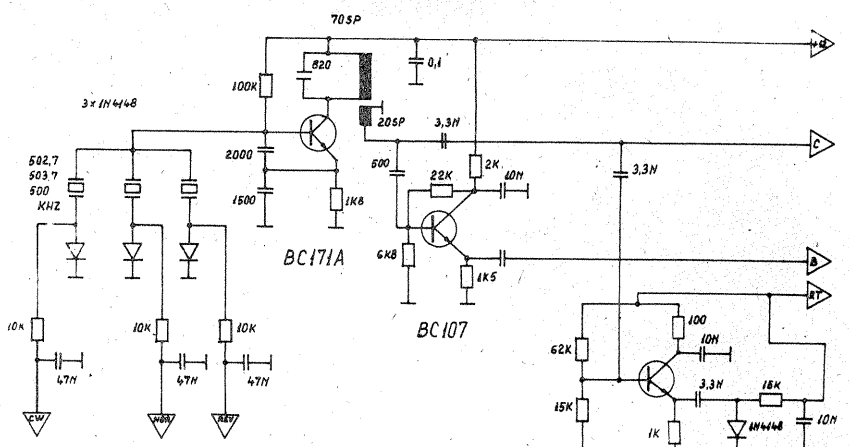 70SP
+U
820
0,1
100K
3 x 1N4148
20SP
3,3N
C
502,7
503,7
500
KHZ
2000
500
2K
3,3N
22K
10N
1500
1K8
BC171A
6K8
1K5
B
RT
BC107
10K
10K
10K
100
62K
10N
47N
47N
47N
3,3N
15K
15K
1N4148
10N
1K
CW
NOR
REV